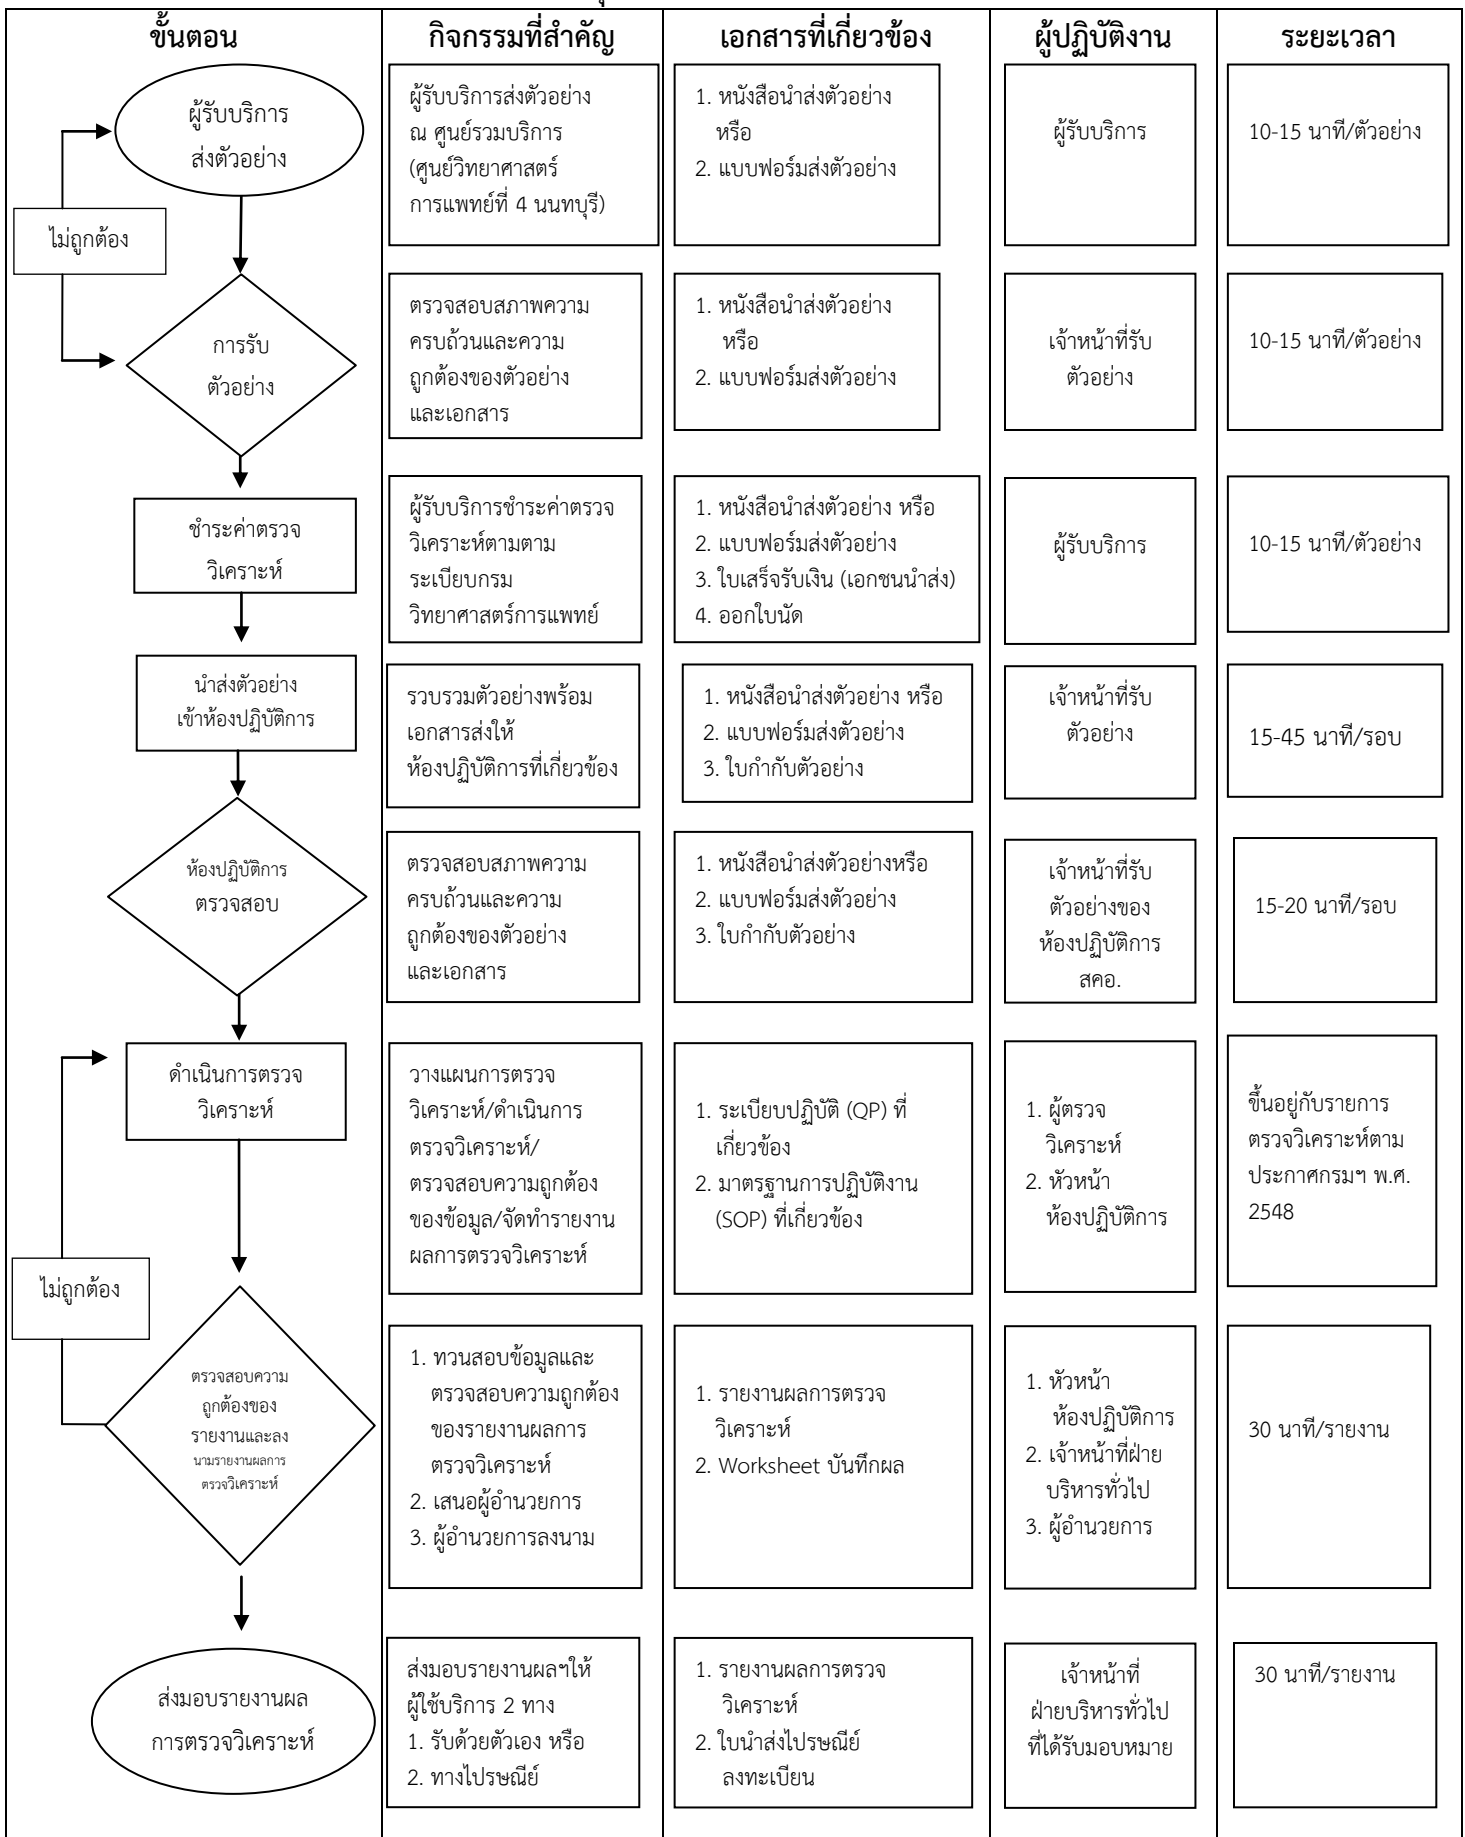 ขั้นตอน
กิจกรรมที่สำคัญ
เอกสารที่เกี่ยวข้อง
ผู้ปฏิบัติงาน
ระยะเวลา
ผู้รับบริการ
ส่งตัวอย่าง
ผู้รับบริการส่งตัวอย่าง
ณ ศูนย์รวมบริการ
(ศูนย์วิทยาศาสตร์
การแพทย์ที่ 4 นนทบุรี)
1. หนังสือนำส่งตัวอย่าง
หรือ
2. แบบฟอร์มส่งตัวอย่าง
ผู้รับบริการ
10-15 นาที/ตัวอย่าง
ไม่ถูกต้อง
การรับ
ตัวอย่าง
ตรวจสอบสภาพความ
ครบถ้วนและความ
ถูกต้องของตัวอย่าง
และเอกสาร
1. หนังสือนำส่งตัวอย่าง
หรือ
2. แบบฟอร์มส่งตัวอย่าง
เจ้าหน้าที่รับ
ตัวอย่าง
10-15 นาที/ตัวอย่าง
ชำระค่าตรวจ
วิเคราะห์
ผู้รับบริการชำระค่าตรวจ
วิเคราะห์ตามตาม
ระเบียบกรม
วิทยาศาสตร์การแพทย์
1. หนังสือนำส่งตัวอย่าง หรือ
2. แบบฟอร์มส่งตัวอย่าง
3. ใบเสร็จรับเงิน (เอกชนนำส่ง)
4. ออกใบนัด
ผู้รับบริการ
10-15 นาที/ตัวอย่าง
นำส่งตัวอย่าง
เข้าห้องปฏิบัติการ
รวบรวมตัวอย่างพร้อม
เอกสารส่งให้
ห้องปฏิบัติการที่เกี่ยวข้อง
1. หนังสือนำส่งตัวอย่าง หรือ
2. แบบฟอร์มส่งตัวอย่าง
3. ใบกำกับตัวอย่าง
เจ้าหน้าที่รับ
ตัวอย่าง
15-45 นาที/รอบ
ห้องปฏิบัติการ
ตรวจสอบ
ตรวจสอบสภาพความ
ครบถ้วนและความ
ถูกต้องของตัวอย่าง
และเอกสาร
1. หนังสือนำส่งตัวอย่างหรือ
2. แบบฟอร์มส่งตัวอย่าง
3. ใบกำกับตัวอย่าง
เจ้าหน้าที่รับ
ตัวอย่างของ
ห้องปฏิบัติการ
สคอ.
15-20 นาที/รอบ
ดำเนินการตรวจ
วิเคราะห์
วางแผนการตรวจ
วิเคราะห์/ดำเนินการ
ตรวจวิเคราะห์/
ตรวจสอบความถูกต้อง
ของข้อมูล/จัดทำรายงาน
ผลการตรวจวิเคราะห์
1. ระเบียบปฏิบัติ (QP) ที่
เกี่ยวข้อง
2. มาตรฐานการปฏิบัติงาน
(SOP) ที่เกี่ยวข้อง
1. ผู้ตรวจ
วิเคราะห์
2. หัวหน้า
ห้องปฏิบัติการ
ขึ้นอยู่กับรายการ
ตรวจวิเคราะห์ตาม
ประกาศกรมฯ พ.ศ.
2548
ไม่ถูกต้อง
ตรวจสอบความ
ถูกต้องของ
รายงานและลง
นามรายงานผลการ
ตรวจวิเคราะห์
1. ทวนสอบข้อมูลและ
ตรวจสอบความถูกต้อง
ของรายงานผลการ
ตรวจวิเคราะห์
2. เสนอผู้อำนวยการ
3. ผู้อำนวยการลงนาม
1. รายงานผลการตรวจ
วิเคราะห์
2. Worksheet บันทึกผล
1. หัวหน้า
ห้องปฏิบัติการ
2. เจ้าหน้าที่ฝ่าย
บริหารทั่วไป
3. ผู้อำนวยการ
30 นาที/รายงาน
ส่งมอบรายงานผล
การตรวจวิเคราะห์
ส่งมอบรายงานผลฯให้
ผู้ใช้บริการ 2 ทาง
1. รับด้วยตัวเอง หรือ
2. ทางไปรษณีย์
1. รายงานผลการตรวจ
วิเคราะห์
2. ใบนำส่งไปรษณีย์
ลงทะเบียน
เจ้าหน้าที่
ฝ่ายบริหารทั่วไป
ที่ได้รับมอบหมาย
30 นาที/รายงาน